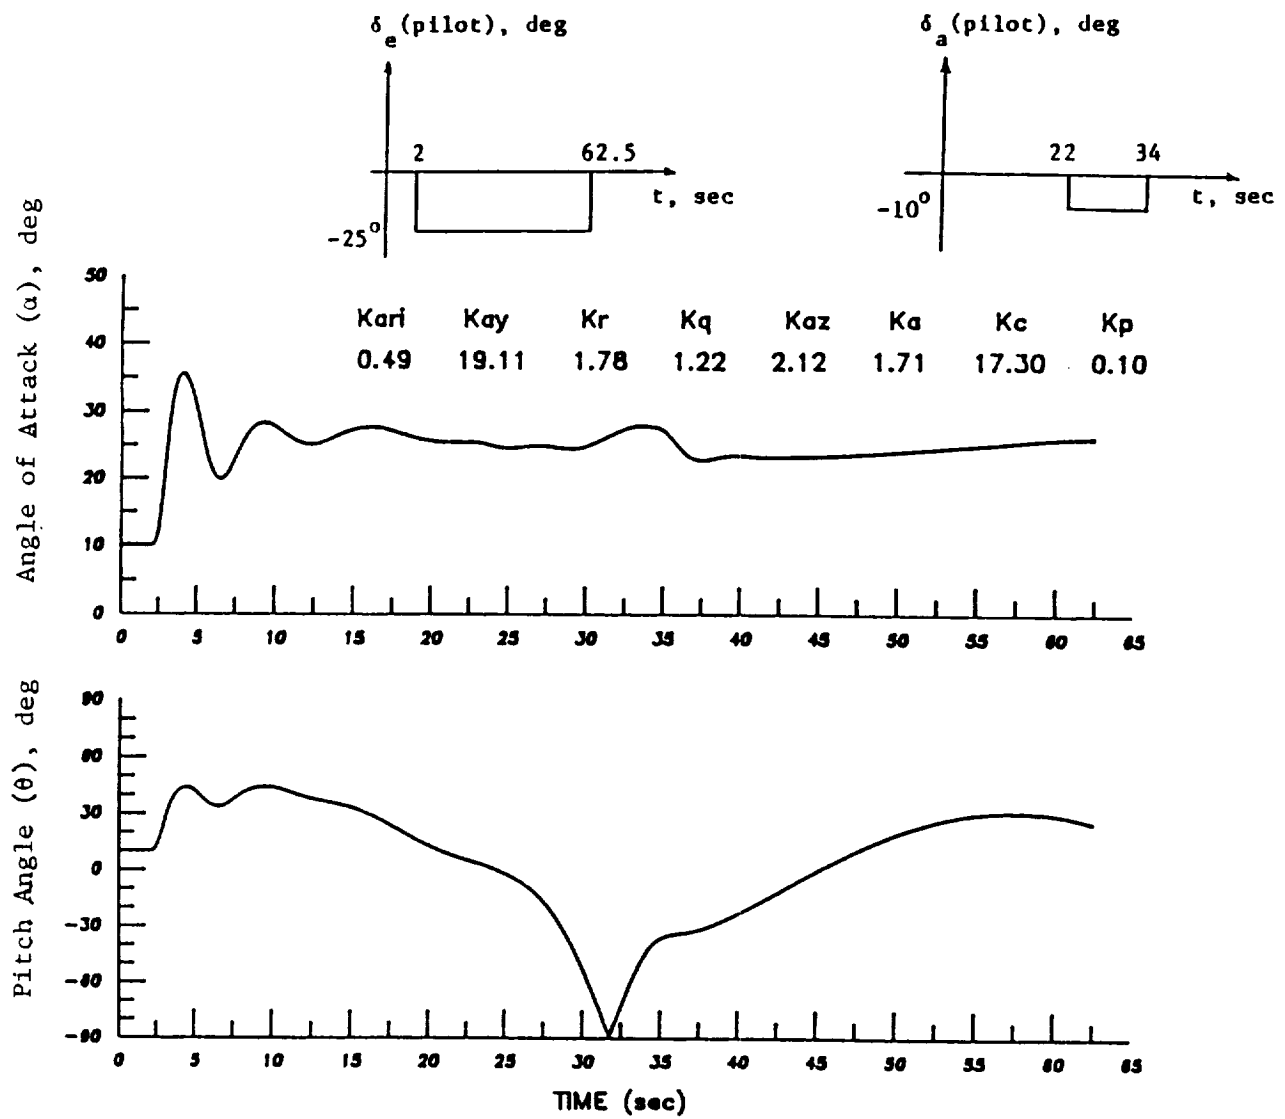 δe(pilot), deg
δa(pilot), deg
2
62.5
t, sec
-25°
22
34
t, sec
-10°
Kari Kay Kr Kq Kaz Ka Kc Kp
0.49 19.11 1.78 1.22 2.12 1.71 17.30 0.10
Angle of Attack (α), deg
50
40
30
20
10
0
0 5 10 15 20 25 30 35 40 45 50 55 60 65
Pitch Angle (θ), deg
90
60
30
0
-30
-60
-90
0 5 10 15 20 25 30 35 40 45 50 55 60 65
TIME (sec)